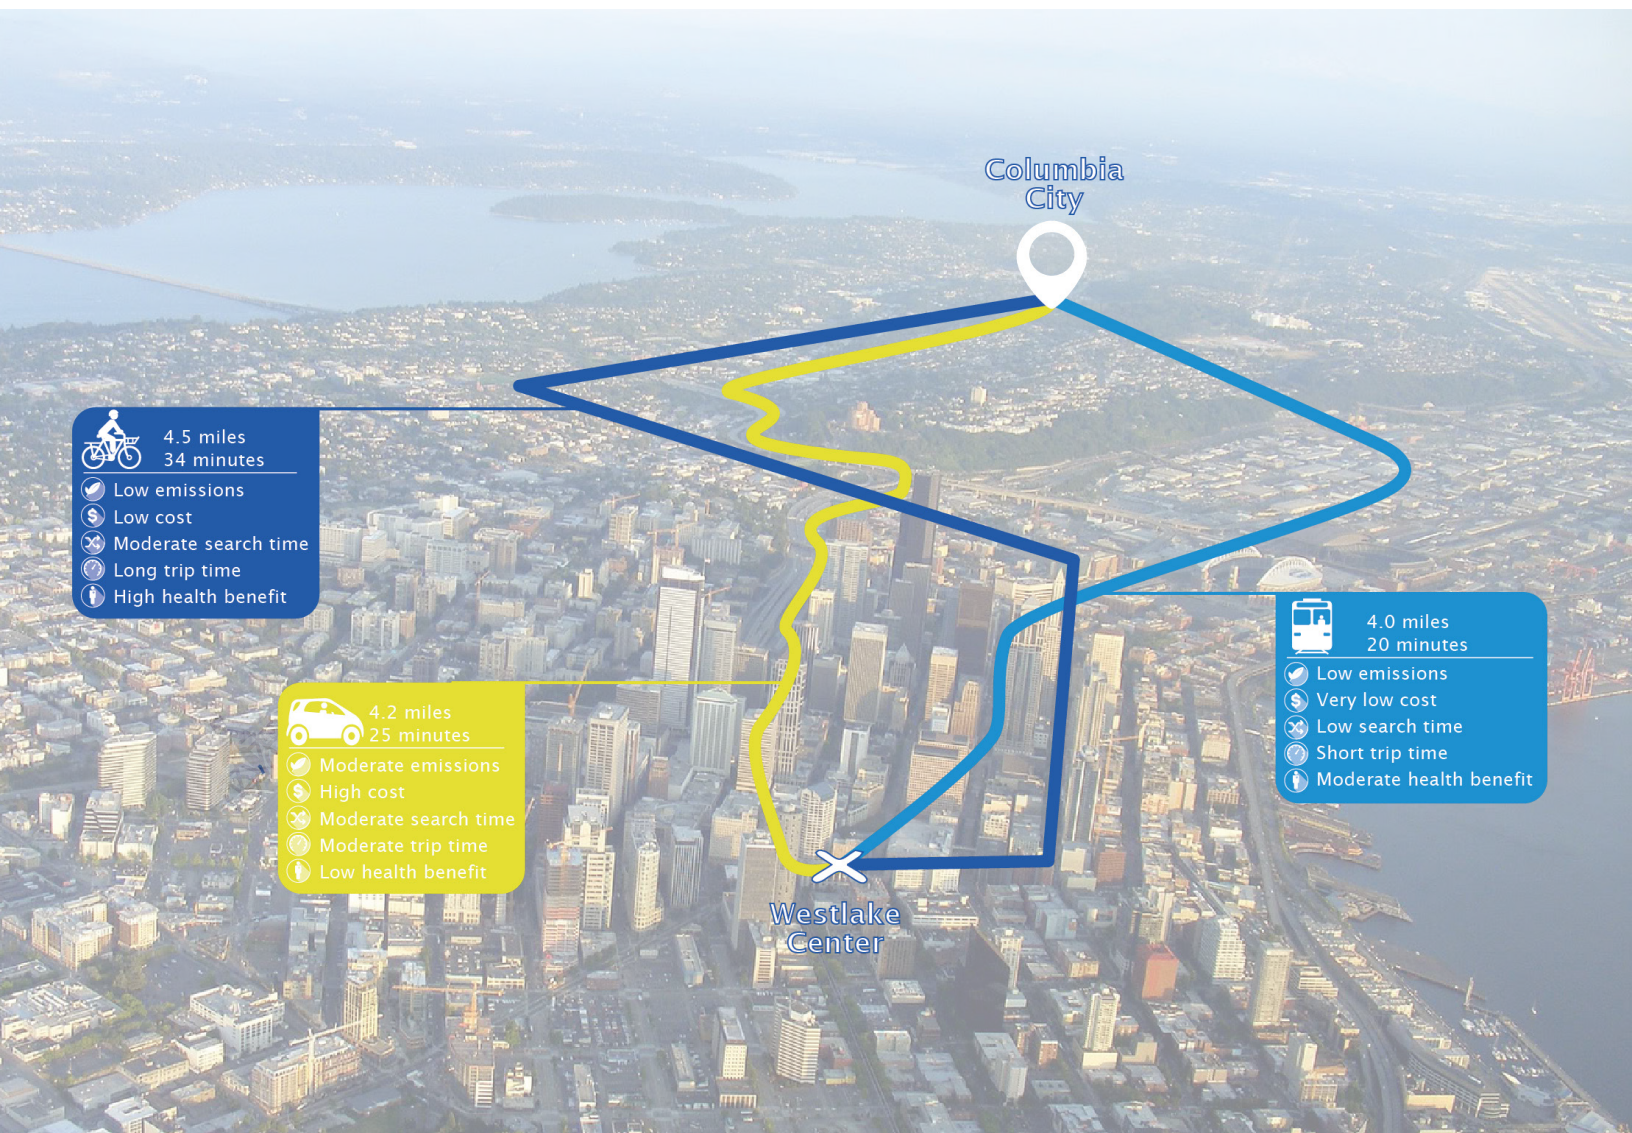 Columbia
City
4.5 miles
34 minutes
Low emissions
$ Low cost
Moderate search time
Long trip time
High health benefit
4.0 miles
20 minutes
Low emissions
$ Very low cost
Low search time
Short trip time
Moderate health benefit
4.2 miles
25 minutes
Moderate emissions
$ High cost
Moderate search time
Moderate trip time
Low health benefit
Westlake
Center